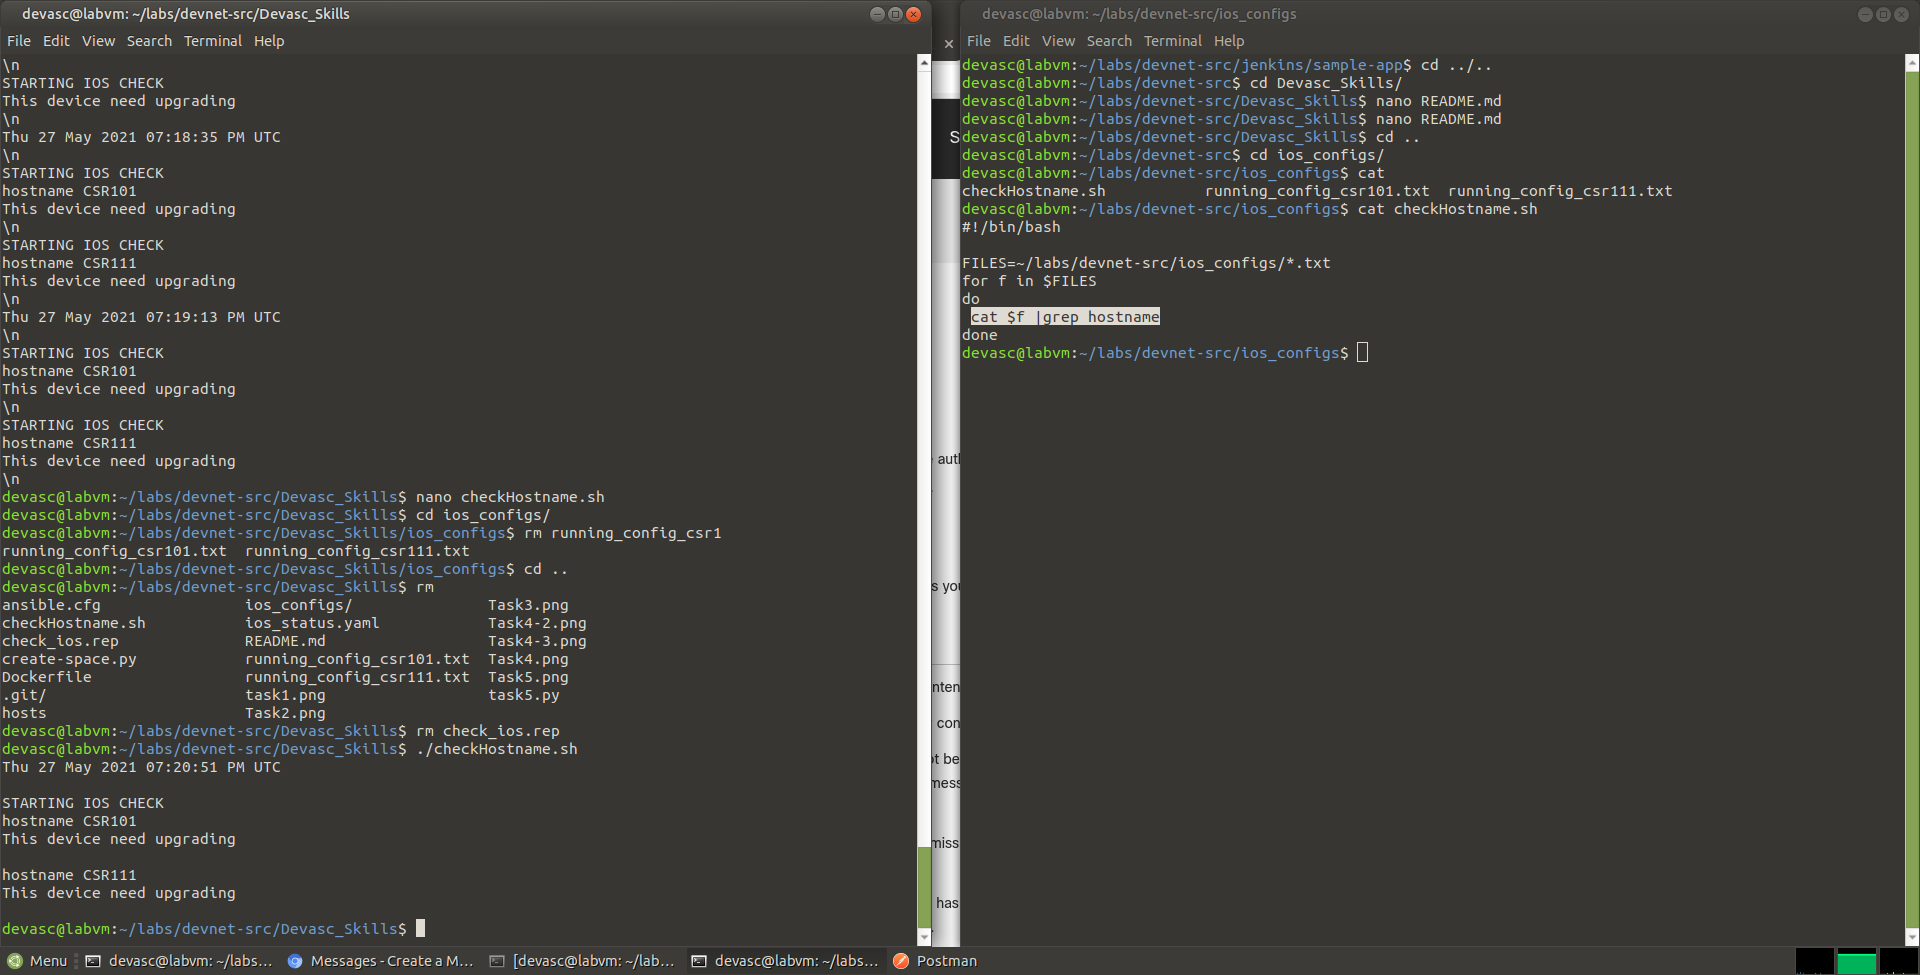 devasc@labvm: ~/labs/devnet-src/Devasc_Skills
File Edit View Search Terminal Help
\n
STARTING IOS CHECK
This device need upgrading
\n
Thu 27 May 2021 07:18:35 PM UTC
\n
STARTING IOS CHECK
hostname CSR101
This device need upgrading
\n
STARTING IOS CHECK
hostname CSR111
This device need upgrading
\n
Thu 27 May 2021 07:19:13 PM UTC
\n
STARTING IOS CHECK
hostname CSR101
This device need upgrading
\n
STARTING IOS CHECK
hostname CSR111
This device need upgrading
\n
devasc@labvm:~/labs/devnet-src/Devasc_Skills$ nano checkHostname.sh
devasc@labvm:~/labs/devnet-src/Devasc_Skills$ cd ios_configs/
devasc@labvm:~/labs/devnet-src/Devasc_Skills/ios_configs$ rm running_config_csr1
running_config_csr101.txt  running_config_csr111.txt
devasc@labvm:~/labs/devnet-src/Devasc_Skills/ios_configs$ cd ..
devasc@labvm:~/labs/devnet-src/Devasc_Skills$ rm
ansible.cfg                ios_configs/               Task3.png
checkHostname.sh           ios_status.yaml            Task4-2.png
check_ios.rep              README.md                  Task4-3.png
create-space.py            running_config_csr101.txt  Task4.png
Dockerfile                 running_config_csr111.txt  Task5.png
.git/                      task1.png                  task5.py
hosts                      Task2.png
devasc@labvm:~/labs/devnet-src/Devasc_Skills$ rm check_ios.rep
devasc@labvm:~/labs/devnet-src/Devasc_Skills$ ./checkHostname.sh
Thu 27 May 2021 07:20:51 PM UTC
STARTING IOS CHECK
hostname CSR101
This device need upgrading
hostname CSR111
This device need upgrading
devasc@labvm:~/labs/devnet-src/Devasc_Skills$
S
auth
s you
nten
con
ot be
mess
miss
has
devasc@labvm: ~/labs/devnet-src/ios_configs
File Edit View Search Terminal Help
devasc@labvm:~/labs/devnet-src/jenkins/sample-app$ cd ../..
devasc@labvm:~/labs/devnet-src$ cd Devasc_Skills/
devasc@labvm:~/labs/devnet-src/Devasc_Skills$ nano README.md
devasc@labvm:~/labs/devnet-src/Devasc_Skills$ nano README.md
devasc@labvm:~/labs/devnet-src/Devasc_Skills$ cd ..
devasc@labvm:~/labs/devnet-src$ cd ios_configs/
devasc@labvm:~/labs/devnet-src/ios_configs$ cat
checkHostname.sh           running_config_csr101.txt  running_config_csr111.txt
devasc@labvm:~/labs/devnet-src/ios_configs$ cat checkHostname.sh
#!/bin/bash
FILES=~/labs/devnet-src/ios_configs/*.txt
for f in $FILES
do
cat $f |grep hostname
done
devasc@labvm:~/labs/devnet-src/ios_configs$
Menu devasc@labvm: ~/labs... Messages - Create a M... [devasc@labvm: ~/lab... devasc@labvm: ~/labs... Postman